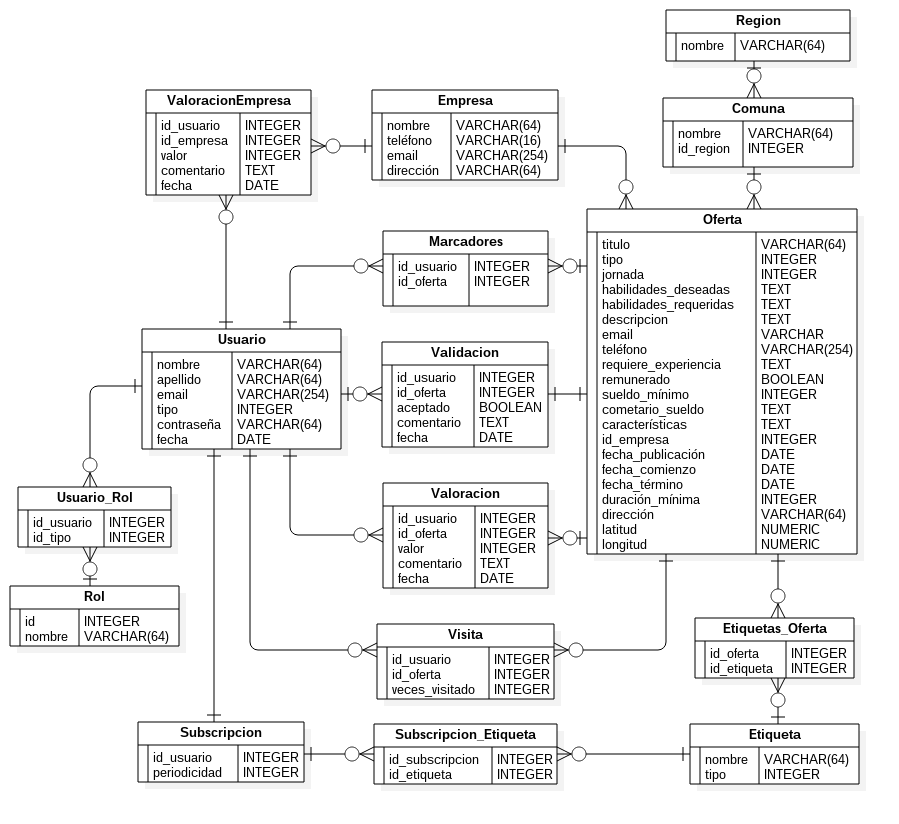 Region
nombre VARCHAR(64)
ValoracionEmpresa
id_usuario INTEGER
id_empresa INTEGER
valor INTEGER
comentario TEXT
fecha DATE
Empresa
nombre VARCHAR(64)
teléfono VARCHAR(16)
email VARCHAR(254)
dirección VARCHAR(64)
Comuna
nombre VARCHAR(64)
id_region INTEGER
Marcadores
id_usuario INTEGER
id_oferta INTEGER
Oferta
titulo VARCHAR(64)
tipo INTEGER
jornada INTEGER
habilidades_deseadas TEXT
habilidades_requeridas TEXT
descripcion TEXT
email VARCHAR
teléfono VARCHAR(254)
requiere_experiencia TEXT
remunerado BOOLEAN
sueldo_mínimo INTEGER
cometario_sueldo TEXT
características TEXT
id_empresa INTEGER
fecha_publicación DATE
fecha_comienzo DATE
fecha_término DATE
duración_mínima INTEGER
dirección VARCHAR(64)
latitud NUMERIC
longitud NUMERIC
Usuario
nombre VARCHAR(64)
apellido VARCHAR(64)
email VARCHAR(254)
tipo INTEGER
contraseña VARCHAR(64)
fecha DATE
Validacion
id_usuario INTEGER
id_oferta INTEGER
aceptado BOOLEAN
comentario TEXT
fecha DATE
Usuario_Rol
id_usuario INTEGER
id_tipo INTEGER
Valoracion
id_usuario INTEGER
id_oferta INTEGER
valor INTEGER
comentario TEXT
fecha DATE
Rol
id INTEGER
nombre VARCHAR(64)
Visita
id_usuario INTEGER
id_oferta INTEGER
veces_visitado INTEGER
Etiquetas_Oferta
id_oferta INTEGER
id_etiqueta INTEGER
Subscripcion
id_usuario INTEGER
periodicidad INTEGER
Subscripcion_Etiqueta
id_subscripcion INTEGER
id_etiqueta INTEGER
Etiqueta
nombre VARCHAR(64)
tipo INTEGER